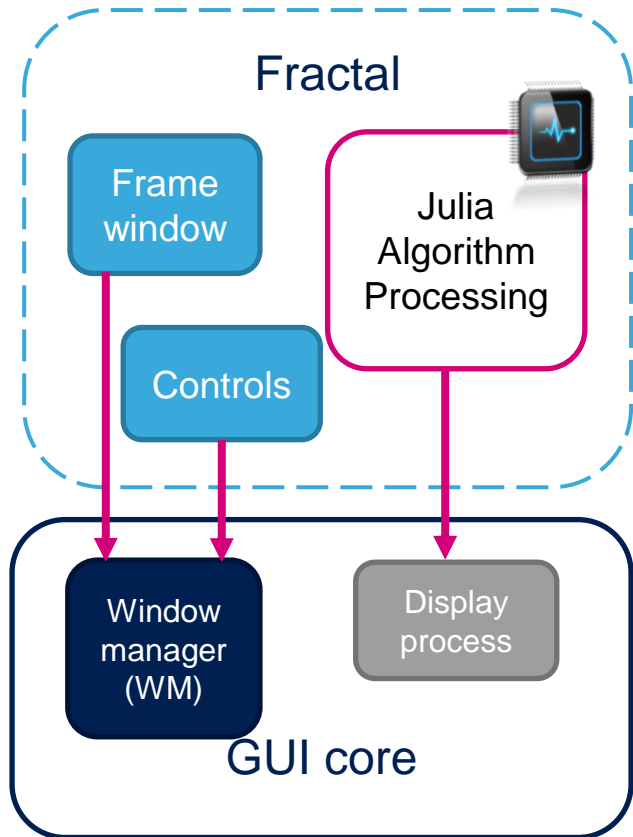 Fractal
Frame
window
Julia
Algorithm
Processing
Controls
Window
manager
(WM)
Display
process
GUI core